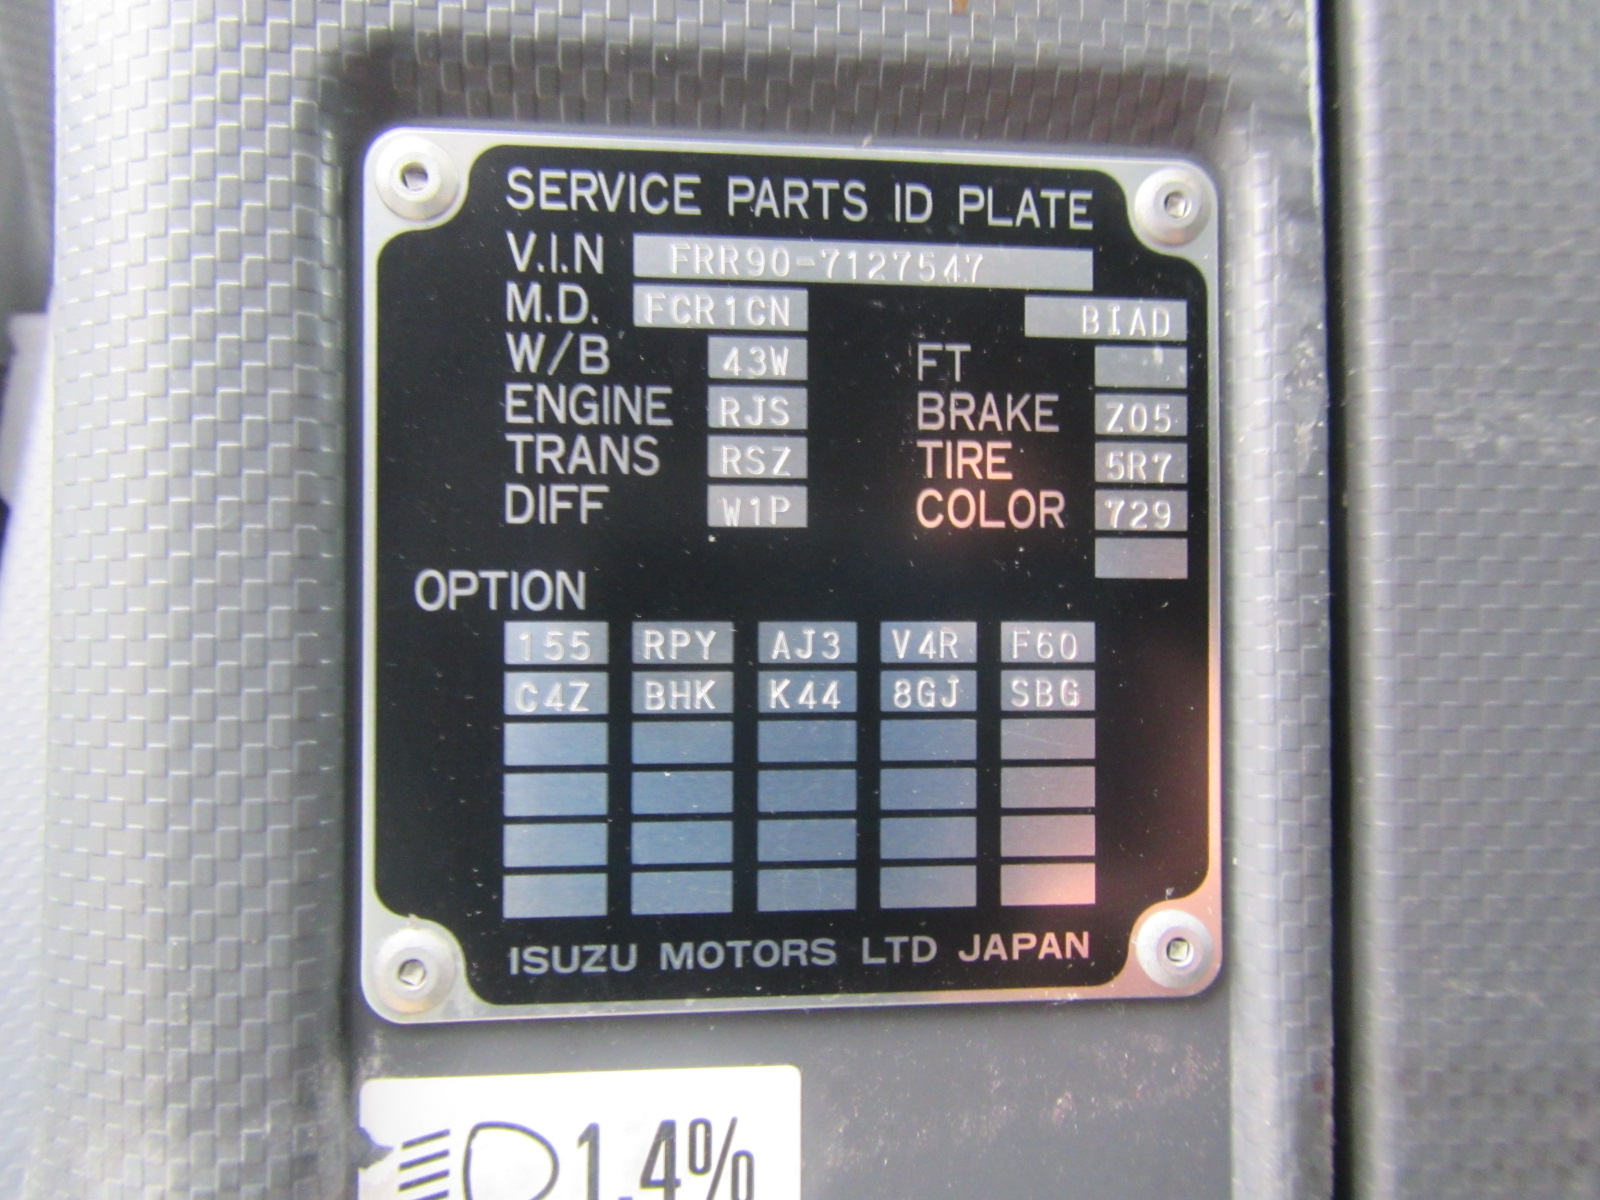 SERVICE PARTS ID PLATE
V.I.N FRR90-7127547
M.D. FCR1CN BIAD
W/B 43W FT
ENGINE RJS BRAKE Z05
TRANS RSZ TIRE 5R7
DIFF W1P COLOR 729
OPTION
155 RPY AJ3 V4R F60
C4Z BHK K44 8GJ SBG
ISUZU MOTORS LTD JAPAN
1.4%